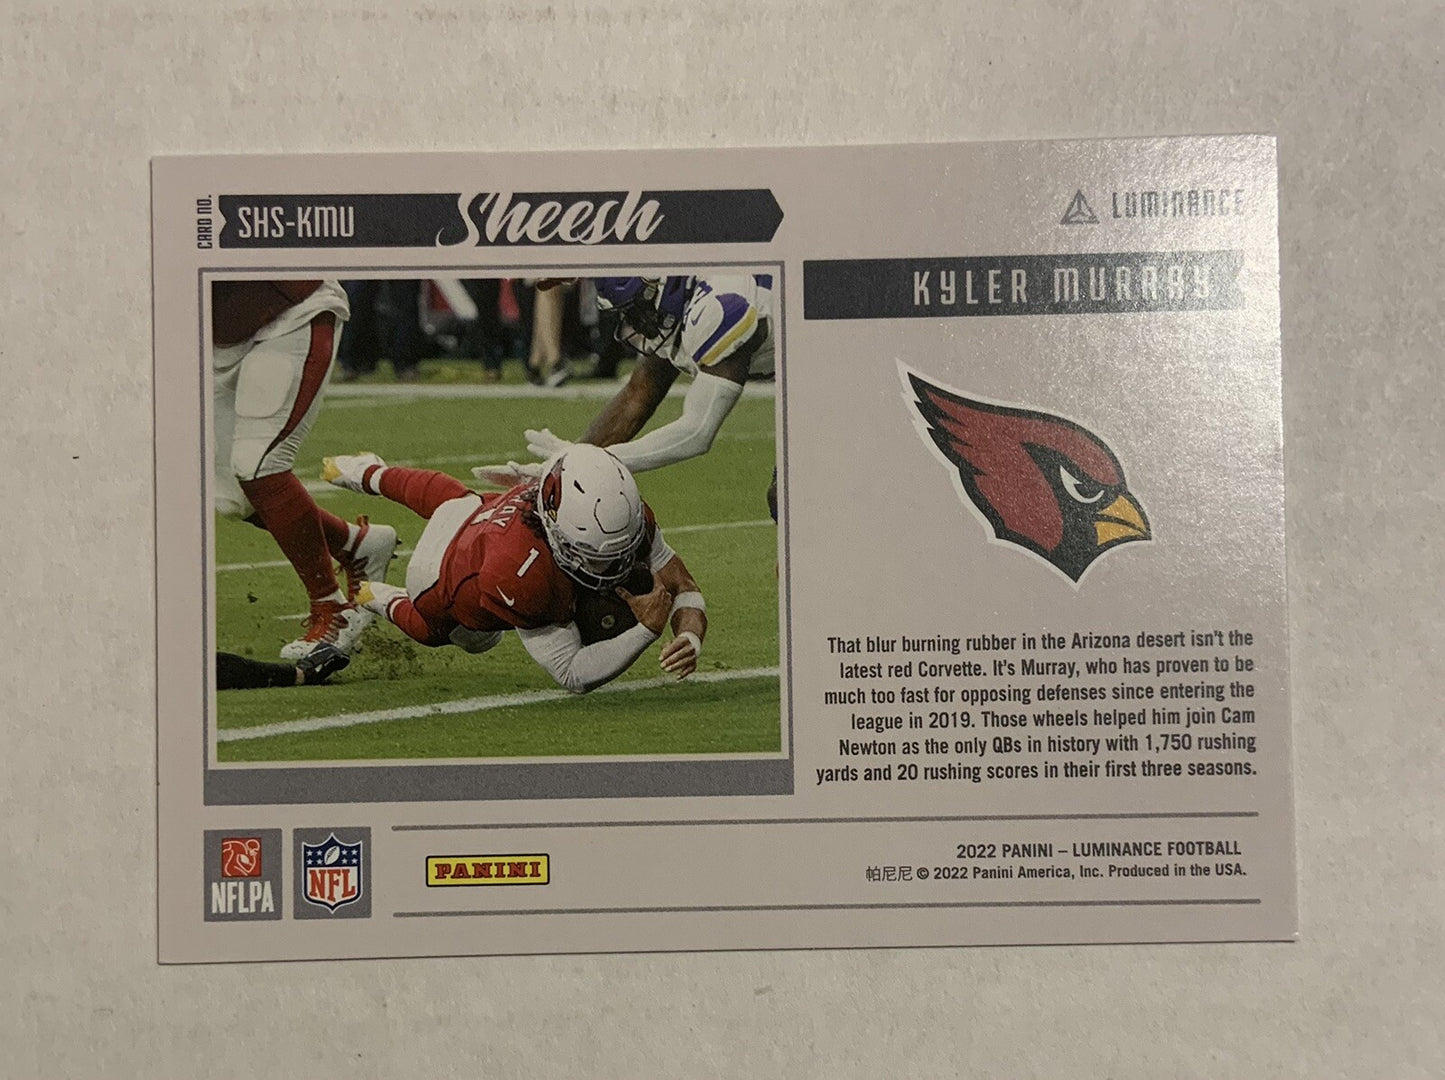 CARD NO.
SHS-KMU
Sheesh
LUMINANCE
KYLER MURRAY
1
That blur burning rubber in the Arizona desert isn't the
latest red Corvette. It's Murray, who has proven to be
much too fast for opposing defenses since entering the
league in 2019. Those wheels helped him join Cam
Newton as the only QBs in history with 1,750 rushing
yards and 20 rushing scores in their first three seasons.
NFLPA
NFL
PANINI
2022 PANINI – LUMINANCE FOOTBALL
帕尼尼 © 2022 Panini America, Inc. Produced in the USA.